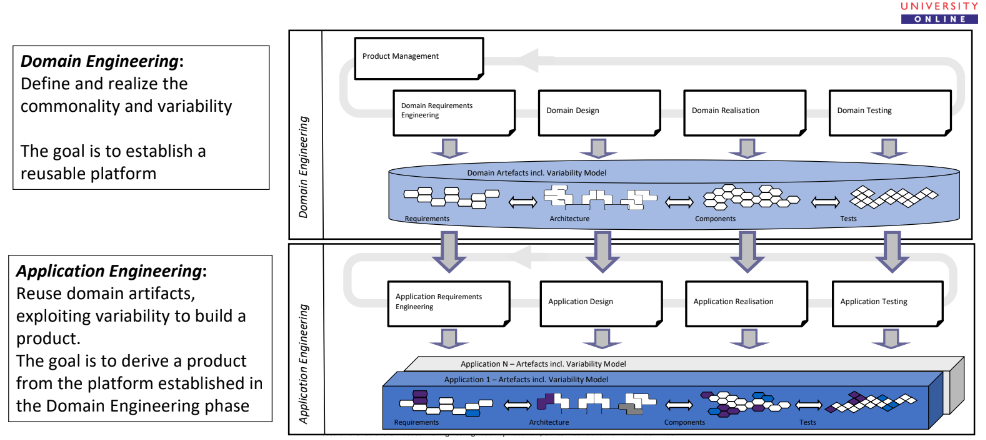 UNIVERSITY
ONLINE
Domain Engineering:
Define and realize the
commonality and variability
The goal is to establish a
reusable platform
Application Engineering:
Reuse domain artifacts,
exploiting variability to build a
product.
The goal is to derive a product
from the platform established in
the Domain Engineering phase
Domain Engineering
Product Management
Domain Requirements
Engineering
Domain Design
Domain Realisation
Domain Testing
Domain Artefacts incl. Variability Model
Requirements
Architecture
Components
Tests
Application Engineering
Application Requirements
Engineering
Application Design
Application Realisation
Application Testing
Application N – Artefacts incl. Variability Model
Application 1 – Artefacts incl. Variability Model
Requirements
Architecture
Components
Tests